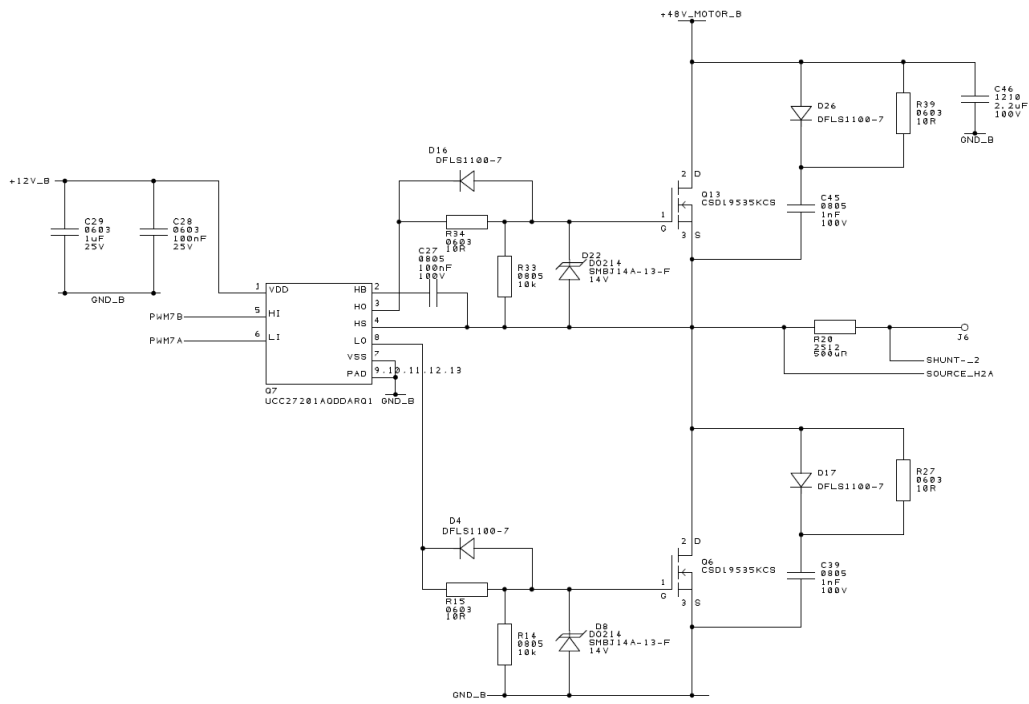 +48V_MOTOR_B
D26
DFLS1100-7
R39
0603
10R
C46
1210
2.2uF
100V
GND_B
D16
DFLS1100-7
2 D
Q13
CSD19535KCS
1
G
3 S
C45
0805
1nF
100V
+12V_B
C29
0603
1uF
25V
C28
0603
100nF
25V
GND_B
R34
0603
10R
C27
0805
100nF
100V
R33
0805
10k
D22
DO214
SMBJ14A-13-F
14V
1 VDD
HB 2
HO 3
5 HI
HS 4
6 LI
LO 8
VSS 7
PAD 9,10,11,12,13
PWM7B
PWM7A
Q7
UCC27201AQDDARQ1
GND_B
R20
2512
500uR
J6
SHUNT-_2
SOURCE_H2A
D17
DFLS1100-7
R27
0603
10R
D4
DFLS1100-7
2 D
Q6
CSD19535KCS
1
G
3 S
C39
0805
1nF
100V
R15
0603
10R
R14
0805
10k
D8
DO214
SMBJ14A-13-F
14V
GND_B